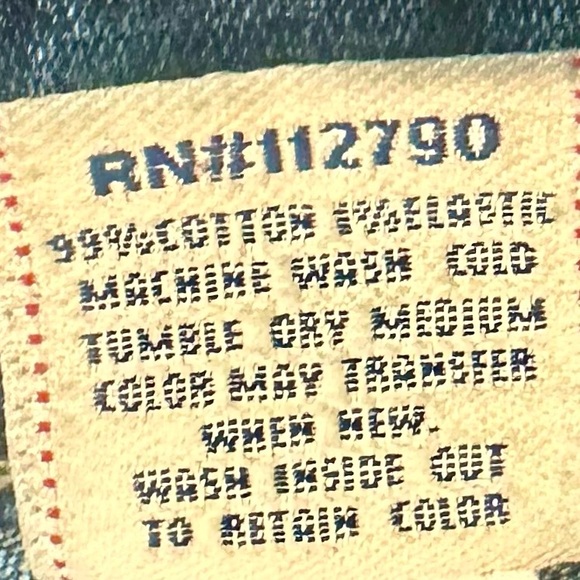 RN#112790
99%COTTON 1%ELASTIC
MACHINE WASH COLD
TUMBLE DRY MEDIUM
COLOR MAY TRANSFER
WHEN NEW.
WASH INSIDE OUT
TO RETAIN COLOR